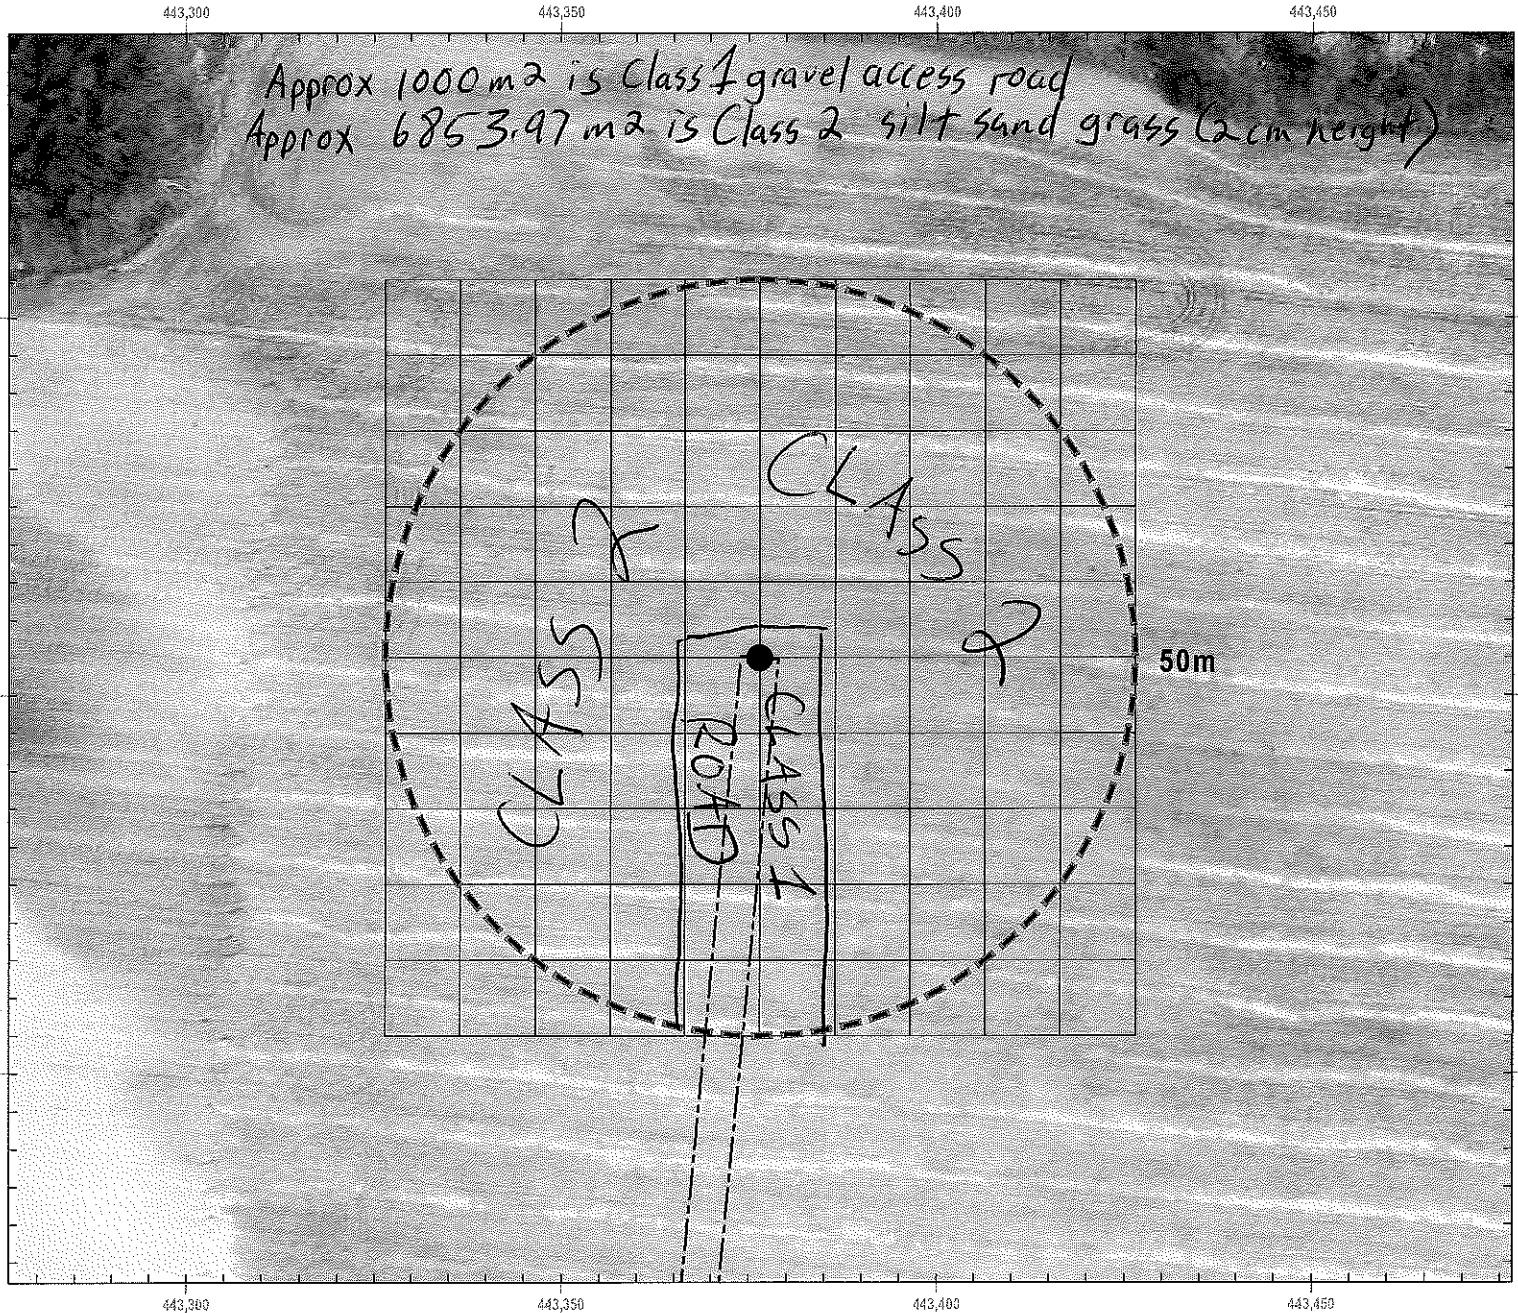 443,300 443,350 443,400 443,450
Approx 1000 m2 is Class 1 gravel access road
Approx 6853.97 m2 is Class 2 silt sand grass (2cm height)
CLASS 2
CLASS 2
50m
CLASS 1
ROAD
443,300 443,350 443,400 443,450